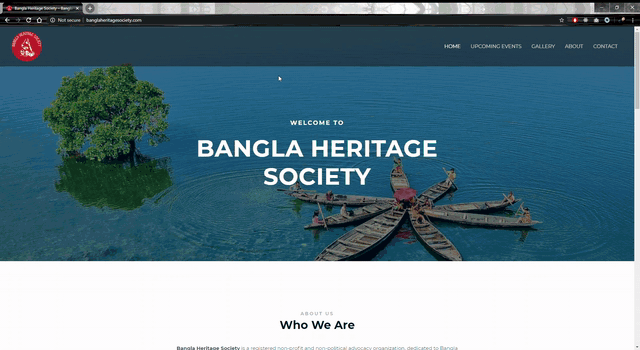 Bangla Heritage Society – Bangl
Not secure
banglaheritagesociety.com
HOME UPCOMING EVENTS GALLERY ABOUT CONTACT
WELCOME TO
BANGLA HERITAGE
SOCIETY
ABOUT US
Who We Are
Bangla Heritage Society is a registered non-profit and non-political advocacy organization, dedicated to Bangla